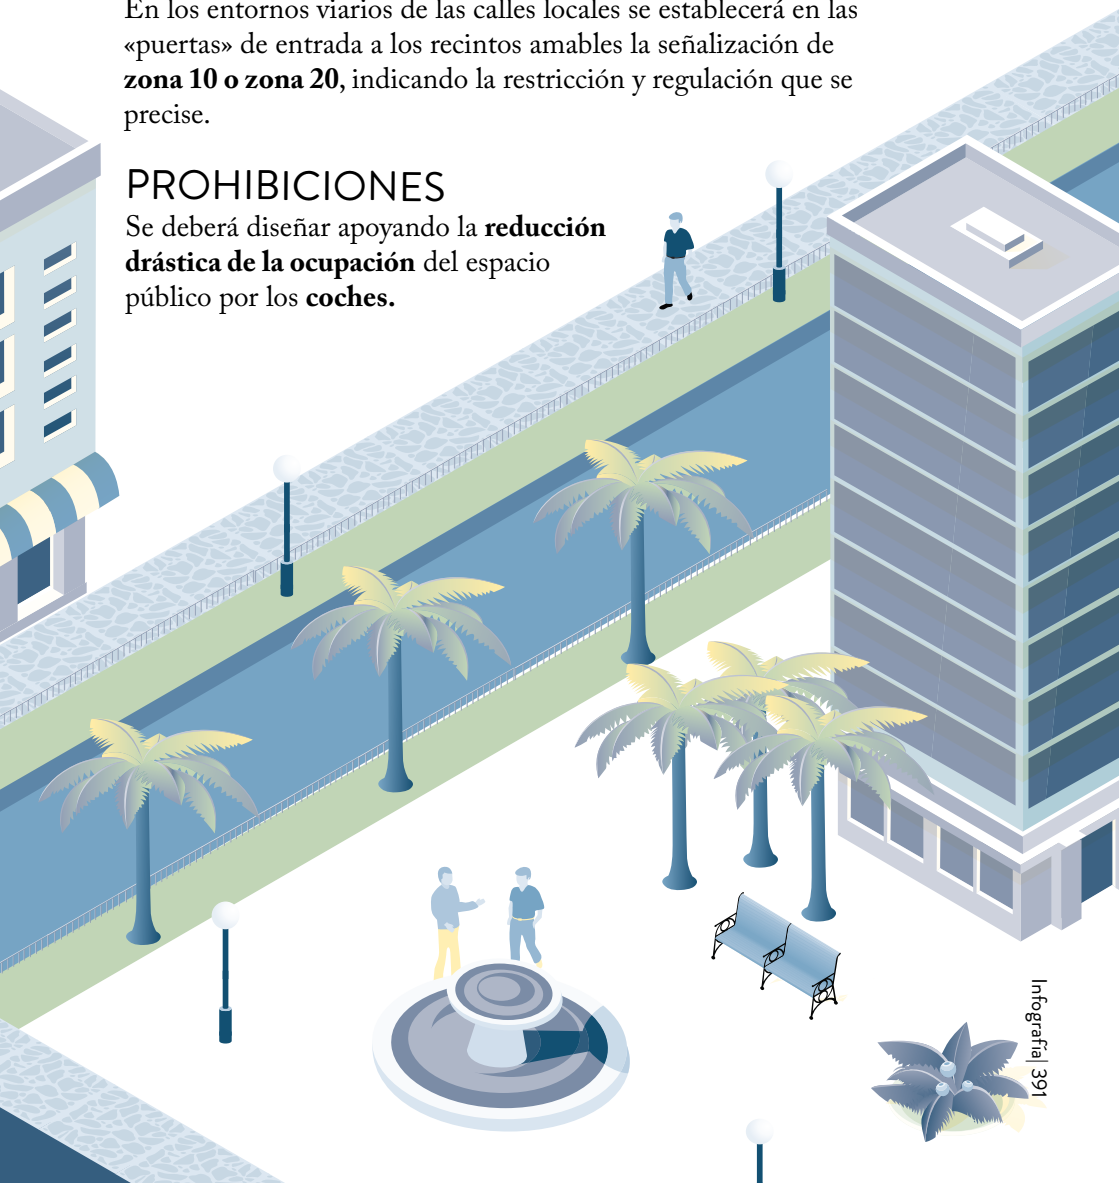 En los entornos viarios de las calles locales se establecerá en las
«puertas» de entrada a los recintos amables la señalización de
zona 10 o zona 20, indicando la restricción y regulación que se
precise.
PROHIBICIONES
Se deberá diseñar apoyando la reducción
drástica de la ocupación del espacio
público por los coches.
Infografía| 391